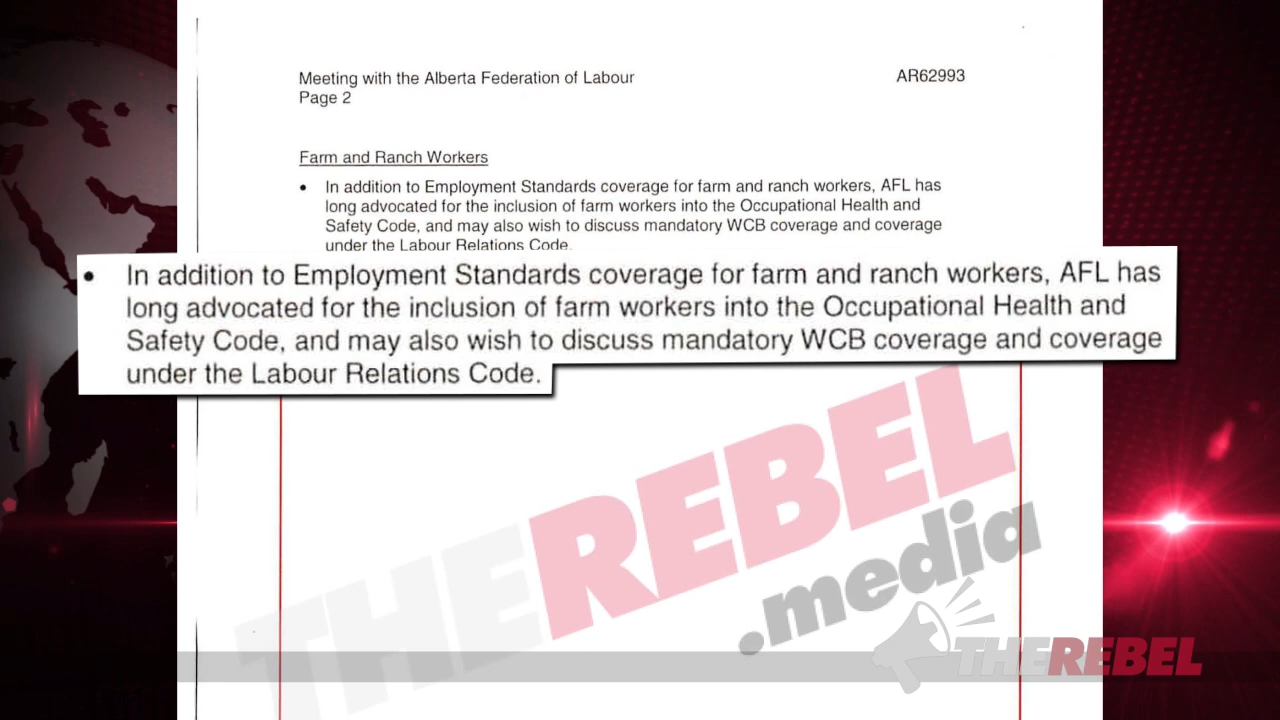 Meeting with the Alberta Federation of Labour
AR62993
Page 2
Farm and Ranch Workers
• In addition to Employment Standards coverage for farm and ranch workers, AFL has
long advocated for the inclusion of farm workers into the Occupational Health and
Safety Code, and may also wish to discuss mandatory WCB coverage and coverage
under the Labour Relations Code.
• In addition to Employment Standards coverage for farm and ranch workers, AFL has
long advocated for the inclusion of farm workers into the Occupational Health and
Safety Code, and may also wish to discuss mandatory WCB coverage and coverage
under the Labour Relations Code.
THEREBEL
.media
THEREBEL